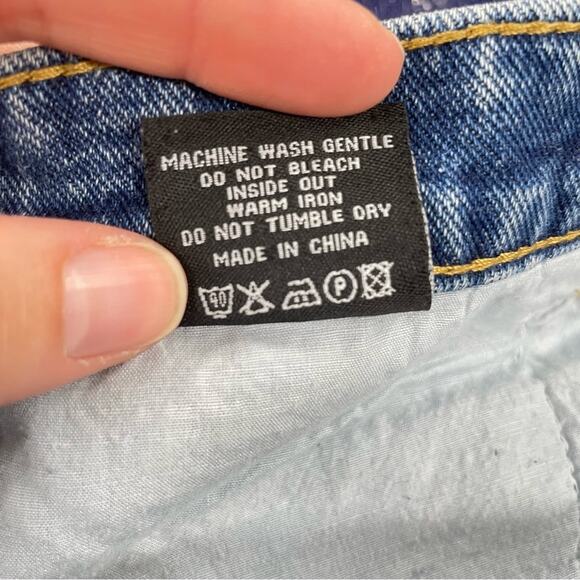 MACHINE WASH GENTLE
DO NOT BLEACH
INSIDE OUT
WARM IRON
DO NOT TUMBLE DRY
MADE IN CHINA
40 P